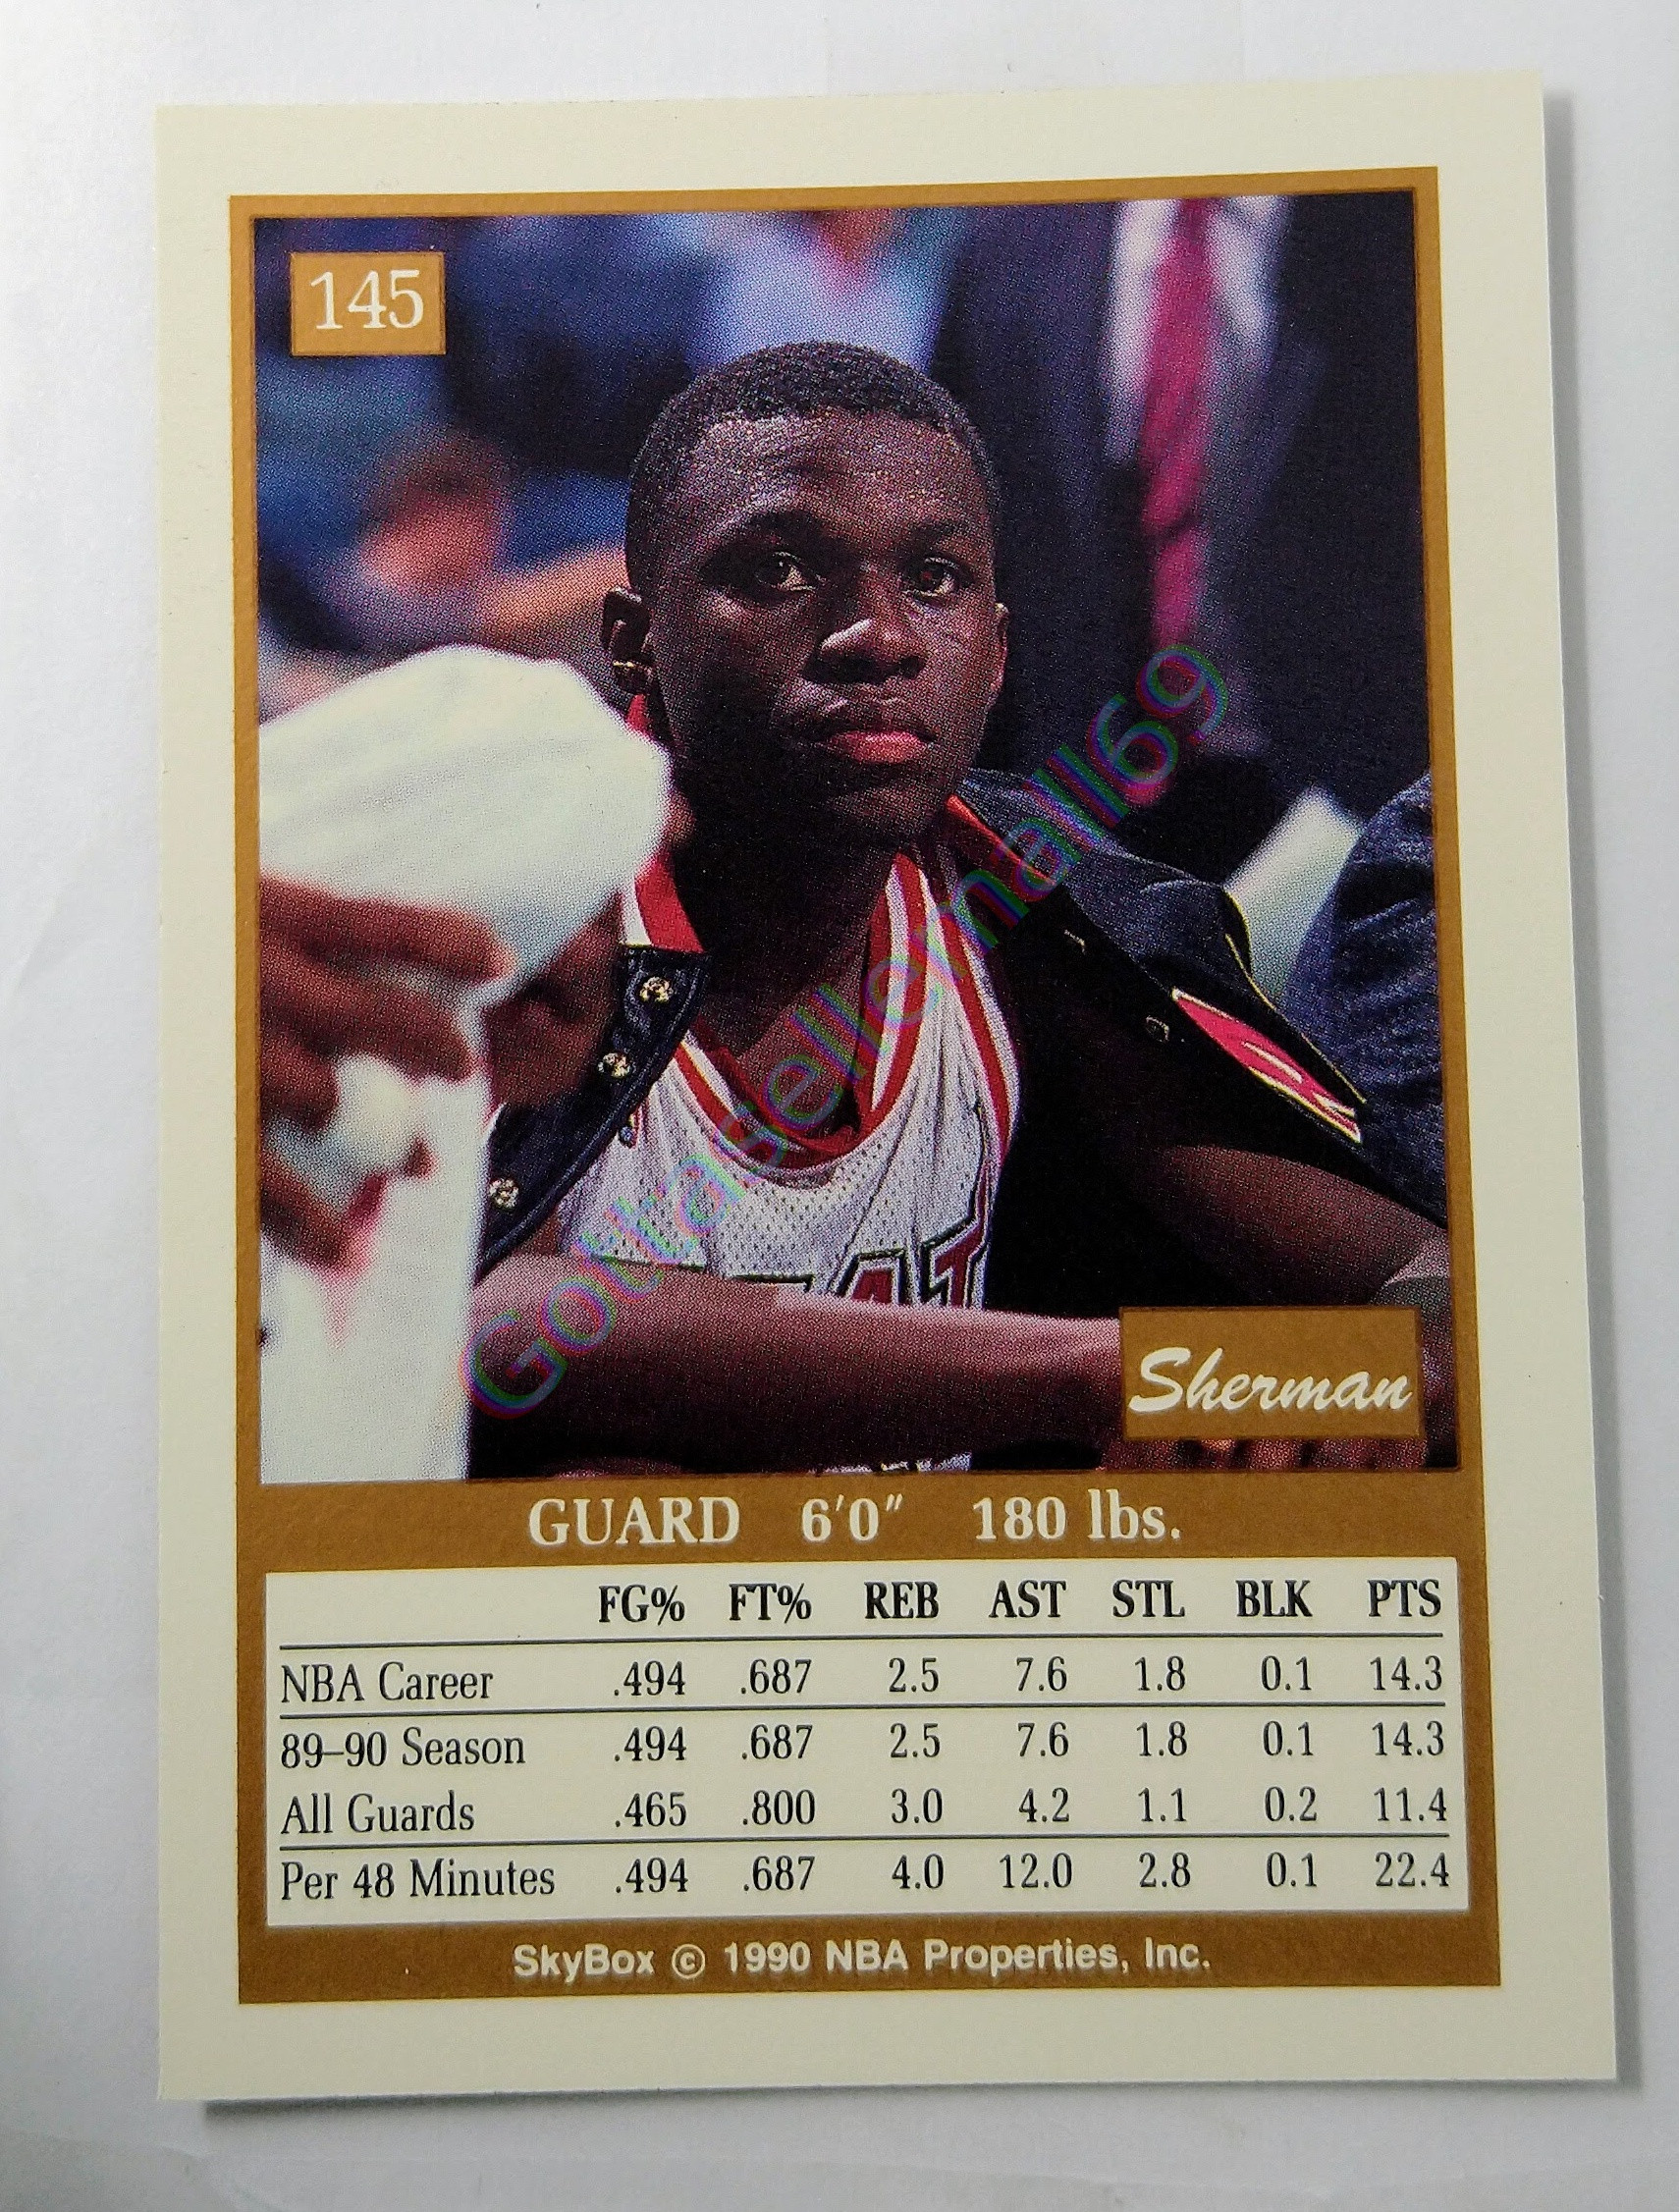 145
Gottasellemall69
EAT
Sherman
GUARD 6'0" 180 lbs.
FG% FT% REB AST STL BLK PTS
NBA Career .494 .687 2.5 7.6 1.8 0.1 14.3
89–90 Season .494 .687 2.5 7.6 1.8 0.1 14.3
All Guards .465 .800 3.0 4.2 1.1 0.2 11.4
Per 48 Minutes .494 .687 4.0 12.0 2.8 0.1 22.4
SkyBox © 1990 NBA Properties, Inc.